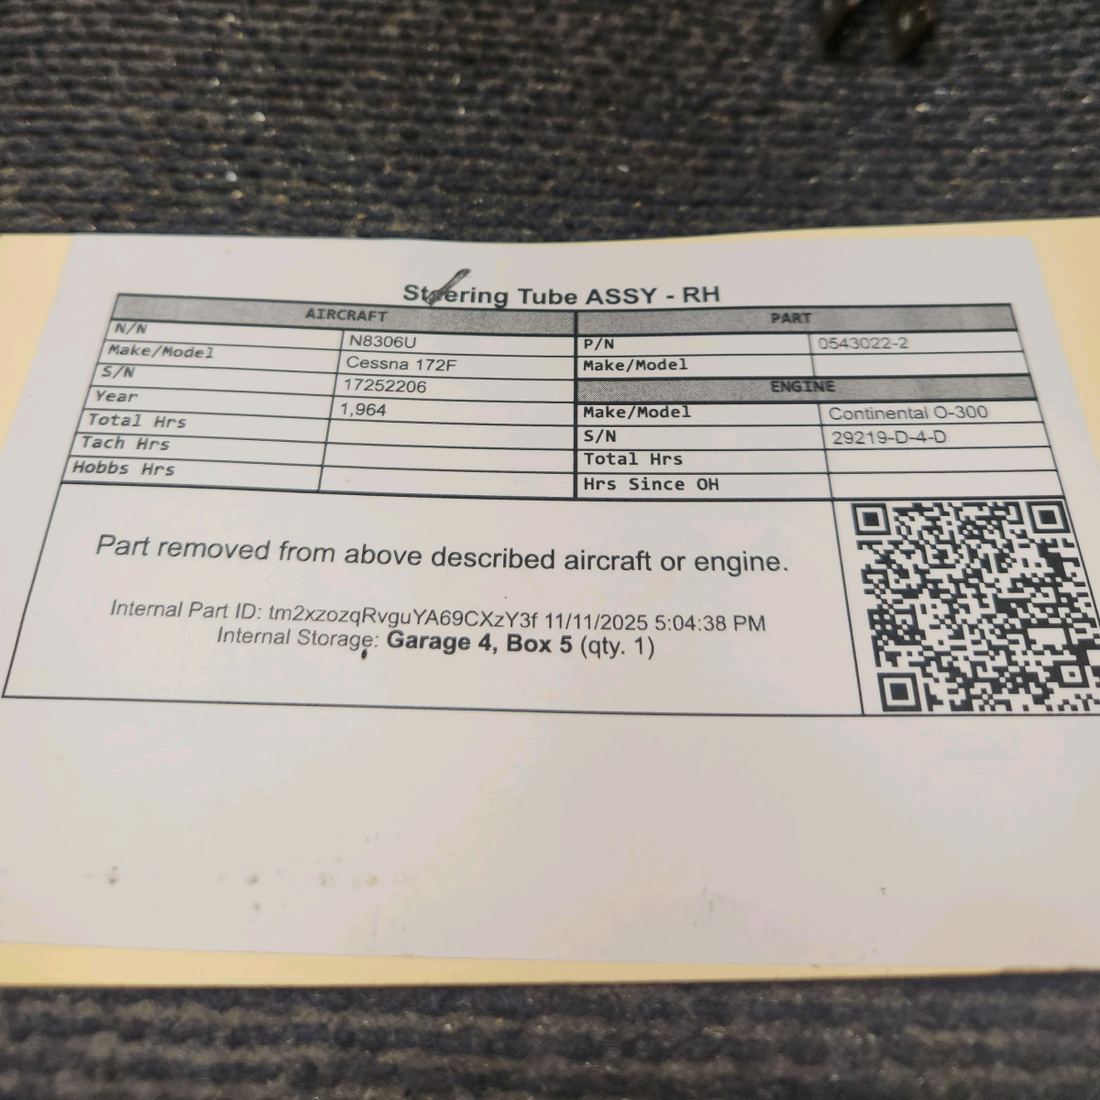 Steering Tube ASSY - RH
AIRCRAFT
N/N N8306U
Make/Model Cessna 172F
S/N 17252206
Year 1,964
Total Hrs
Tach Hrs
Hobbs Hrs
PART
P/N 0543022-2
Make/Model
ENGINE
Make/Model Continental O-300
S/N 29219-D-4-D
Total Hrs
Hrs Since OH
Part removed from above described aircraft or engine.
Internal Part ID: tm2xzozqRvguYA69CXzY3f 11/11/2025 5:04:38 PM
Internal Storage: Garage 4, Box 5 (qty. 1)